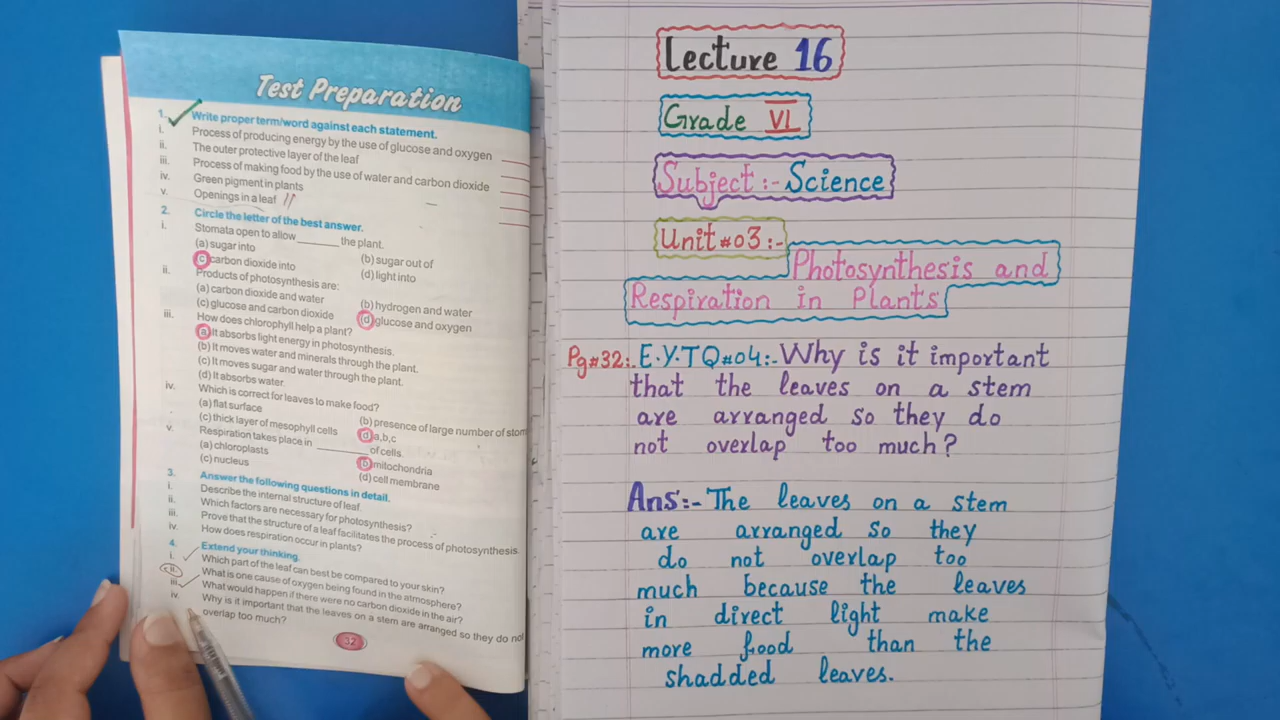 Test Preparation
1. Write proper term/word against each statement.
i. Process of producing energy by the use of glucose and oxygen
ii. The outer protective layer of the leaf
iii. Process of making food by the use of water and carbon dioxide
iv. Green pigment in plants
v. Openings in a leaf
2. Circle the letter of the best answer.
i. Stomata open to allow ______ the plant.
(a) sugar into (b) sugar out of
(c) carbon dioxide into (d) light into
ii. Products of photosynthesis are:
(a) carbon dioxide and water (b) hydrogen and water
(c) glucose and carbon dioxide (d) glucose and oxygen
iii. How does chlorophyll help a plant?
(a) It absorbs light energy in photosynthesis.
(b) It moves water and minerals through the plant.
(c) It moves sugar and water through the plant.
(d) It absorbs water.
iv. Which is correct for leaves to make food?
(a) flat surface (b) presence of large number of stom
(c) thick layer of mesophyll cells (d) a,b,c
v. Respiration takes place in ________ of cells.
(a) chloroplasts (b) mitochondria
(c) nucleus (d) cell membrane
3. Answer the following questions in detail.
i. Describe the internal structure of leaf.
ii. Which factors are necessary for photosynthesis?
iii. Prove that the structure of a leaf facilitates the process of photosynthesis.
iv. How does respiration occur in plants?
4. Extend your thinking.
i. Which part of the leaf can best be compared to your skin?
ii. What is one cause of oxygen being found in the atmosphere?
iii. What would happen if there were no carbon dioxide in the air?
iv. Why is it important that the leaves on a stem are arranged so they do not
overlap too much?
32
Lecture 16
Grade VI
Subject:- Science
Unit#03:-
Photosynthesis and
Respiration in Plants
Pg#32:. E.Y.T Q#04:- Why is it important
that the leaves on a stem
are arranged so they do
not overlap too much?
Ans:- The leaves on a stem
are arranged so they
do not overlap too
much because the leaves
in direct light make
more food than the
shadded leaves.